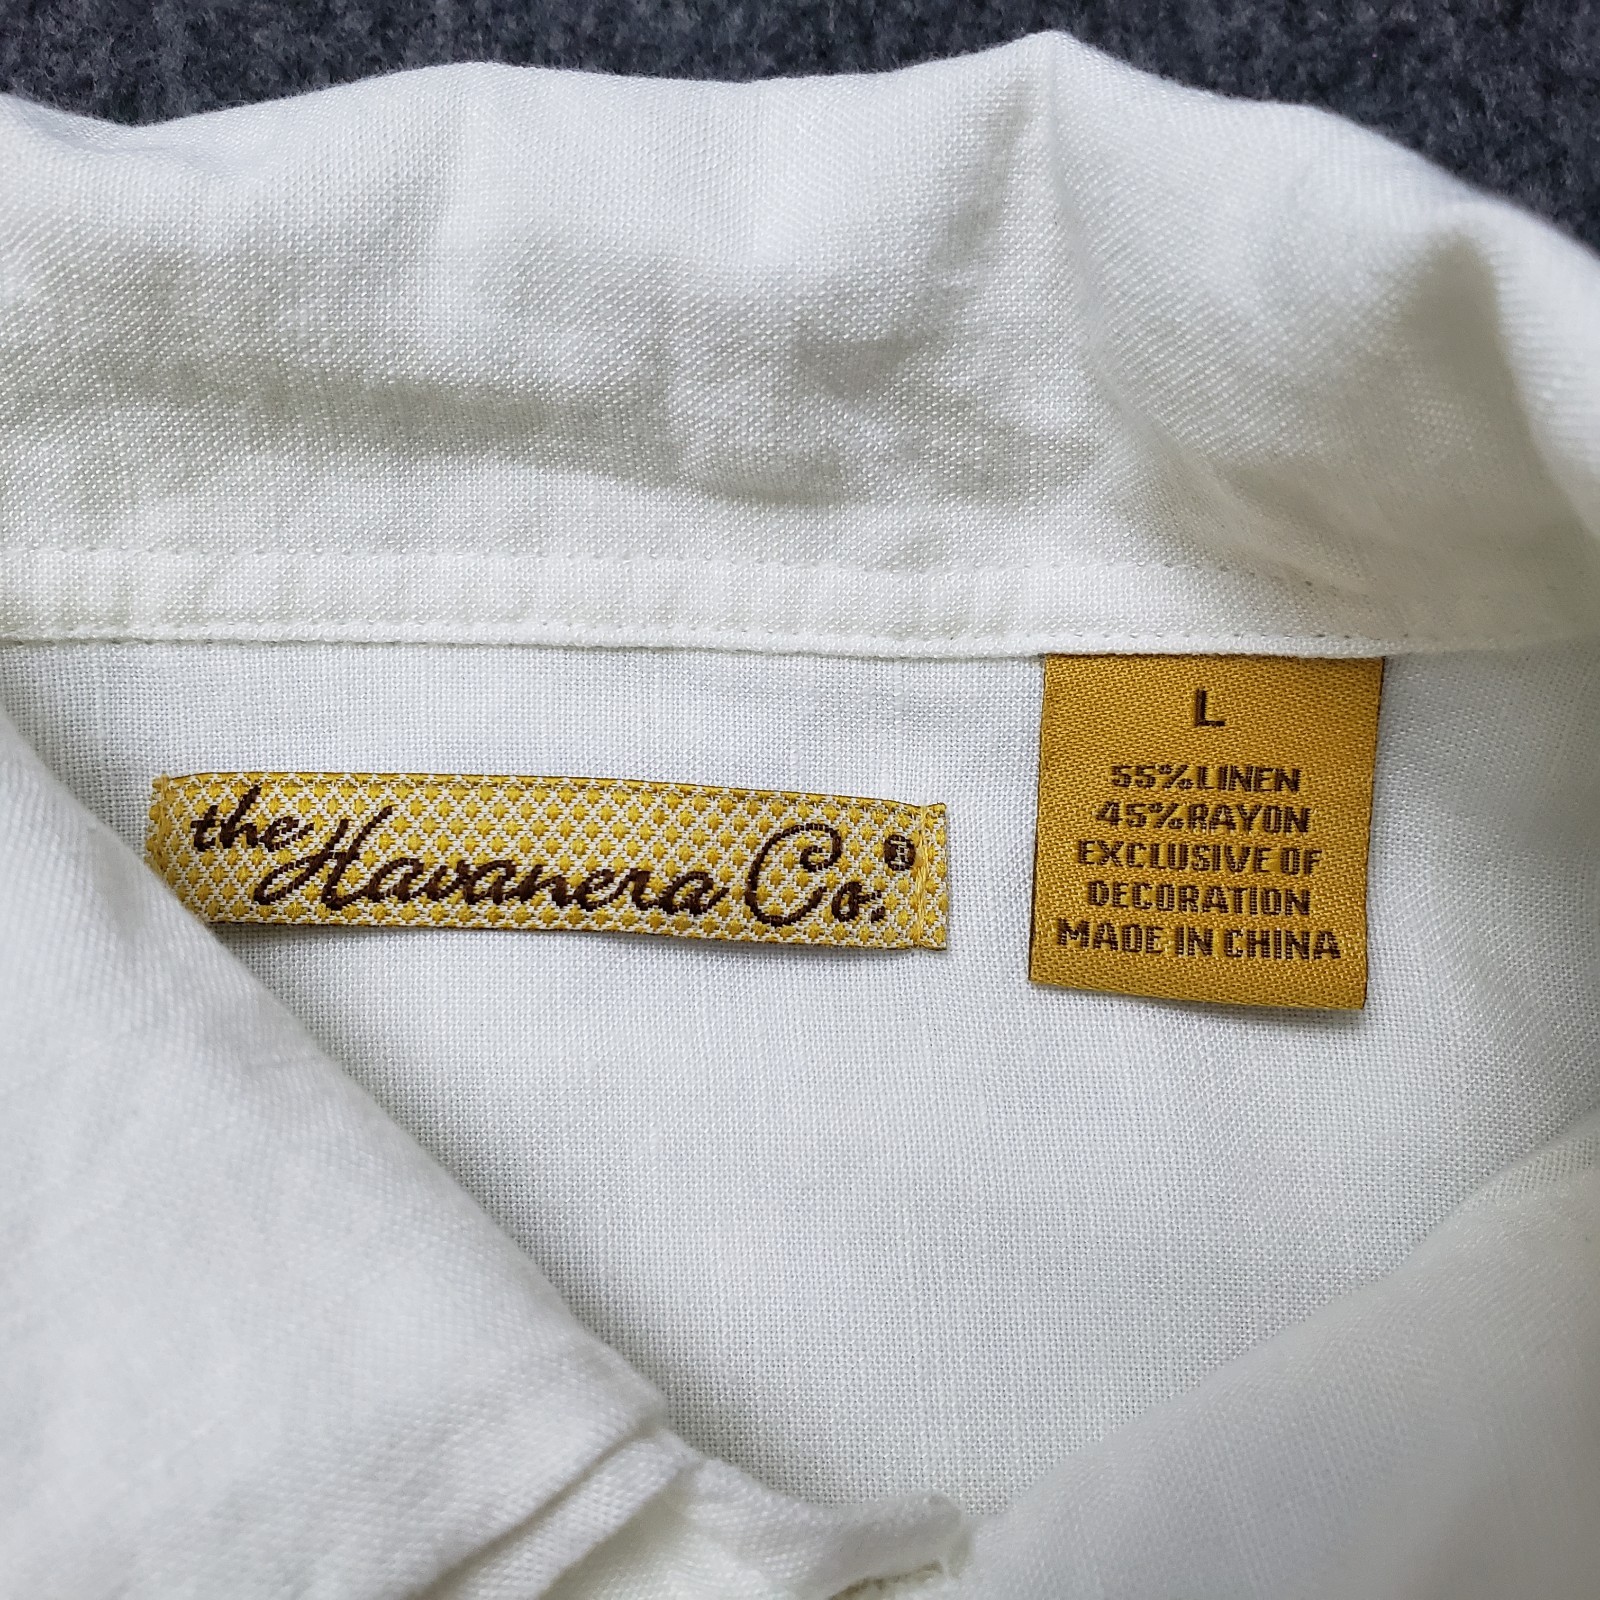 the Havanera Co.®
L
55% LINEN
45% RAYON
EXCLUSIVE OF
DECORATION
MADE IN CHINA